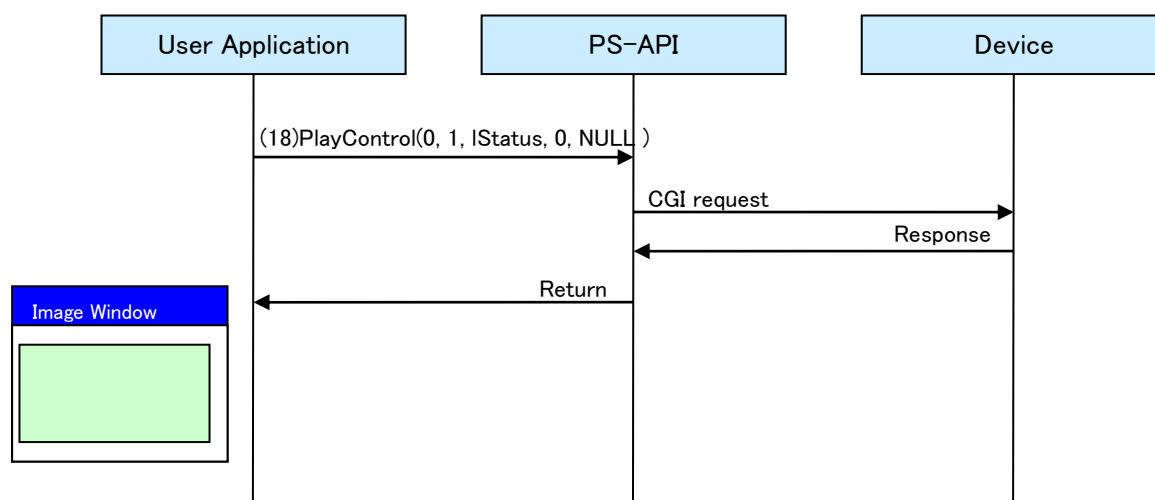 User Application
PS-API
Device
(18)PlayControl(0, 1, lStatus, 0, NULL )
CGI request
Response
Return
Image Window